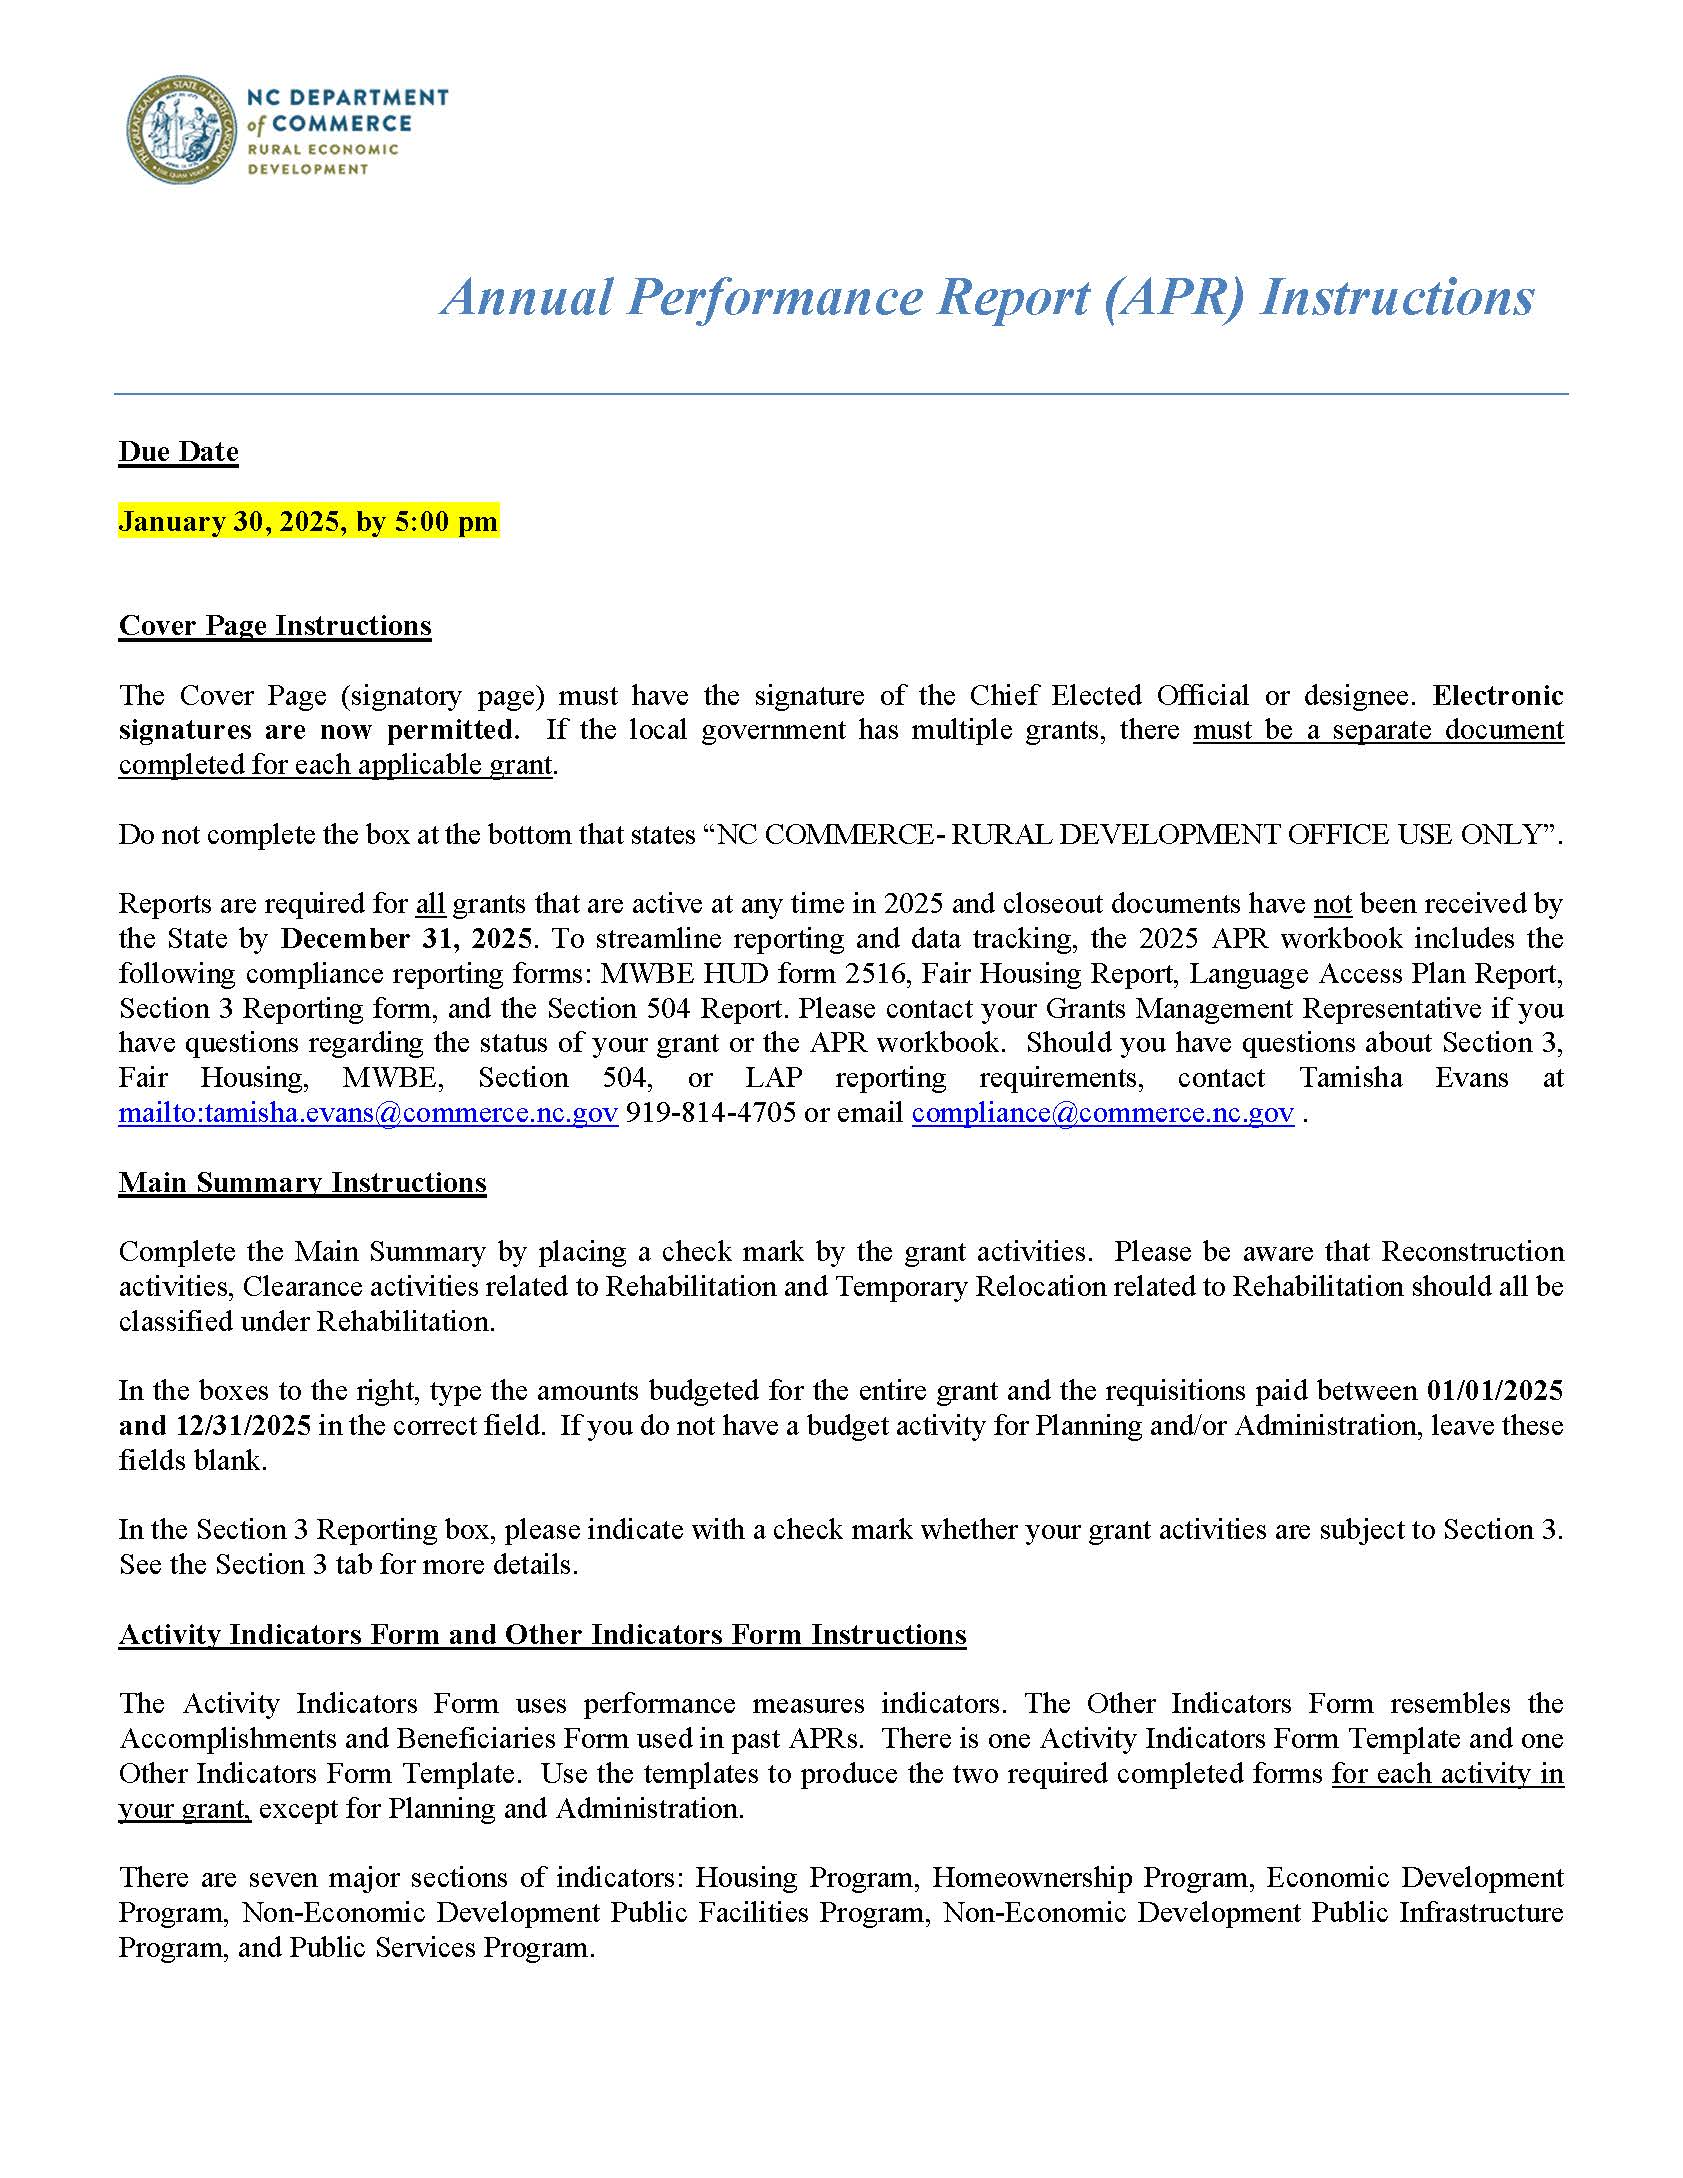 NC DEPARTMENT
of COMMERCE
RURAL ECONOMIC
DEVELOPMENT
Annual Performance Report (APR) Instructions
Due Date
January 30, 2025, by 5:00 pm
Cover Page Instructions
The Cover Page (signatory page) must have the signature of the Chief Elected Official or designee. Electronic
signatures are now permitted. If the local government has multiple grants, there must be a separate document
completed for each applicable grant.
Do not complete the box at the bottom that states “NC COMMERCE- RURAL DEVELOPMENT OFFICE USE ONLY”.
Reports are required for all grants that are active at any time in 2025 and closeout documents have not been received by
the State by December 31, 2025. To streamline reporting and data tracking, the 2025 APR workbook includes the
following compliance reporting forms: MWBE HUD form 2516, Fair Housing Report, Language Access Plan Report,
Section 3 Reporting form, and the Section 504 Report. Please contact your Grants Management Representative if you
have questions regarding the status of your grant or the APR workbook. Should you have questions about Section 3,
Fair Housing, MWBE, Section 504, or LAP reporting requirements, contact Tamisha Evans at
mailto:tamisha.evans@commerce.nc.gov 919-814-4705 or email compliance@commerce.nc.gov .
Main Summary Instructions
Complete the Main Summary by placing a check mark by the grant activities. Please be aware that Reconstruction
activities, Clearance activities related to Rehabilitation and Temporary Relocation related to Rehabilitation should all be
classified under Rehabilitation.
In the boxes to the right, type the amounts budgeted for the entire grant and the requisitions paid between 01/01/2025
and 12/31/2025 in the correct field. If you do not have a budget activity for Planning and/or Administration, leave these
fields blank.
In the Section 3 Reporting box, please indicate with a check mark whether your grant activities are subject to Section 3.
See the Section 3 tab for more details.
Activity Indicators Form and Other Indicators Form Instructions
The Activity Indicators Form uses performance measures indicators. The Other Indicators Form resembles the
Accomplishments and Beneficiaries Form used in past APRs. There is one Activity Indicators Form Template and one
Other Indicators Form Template. Use the templates to produce the two required completed forms for each activity in
your grant, except for Planning and Administration.
There are seven major sections of indicators: Housing Program, Homeownership Program, Economic Development
Program, Non-Economic Development Public Facilities Program, Non-Economic Development Public Infrastructure
Program, and Public Services Program.